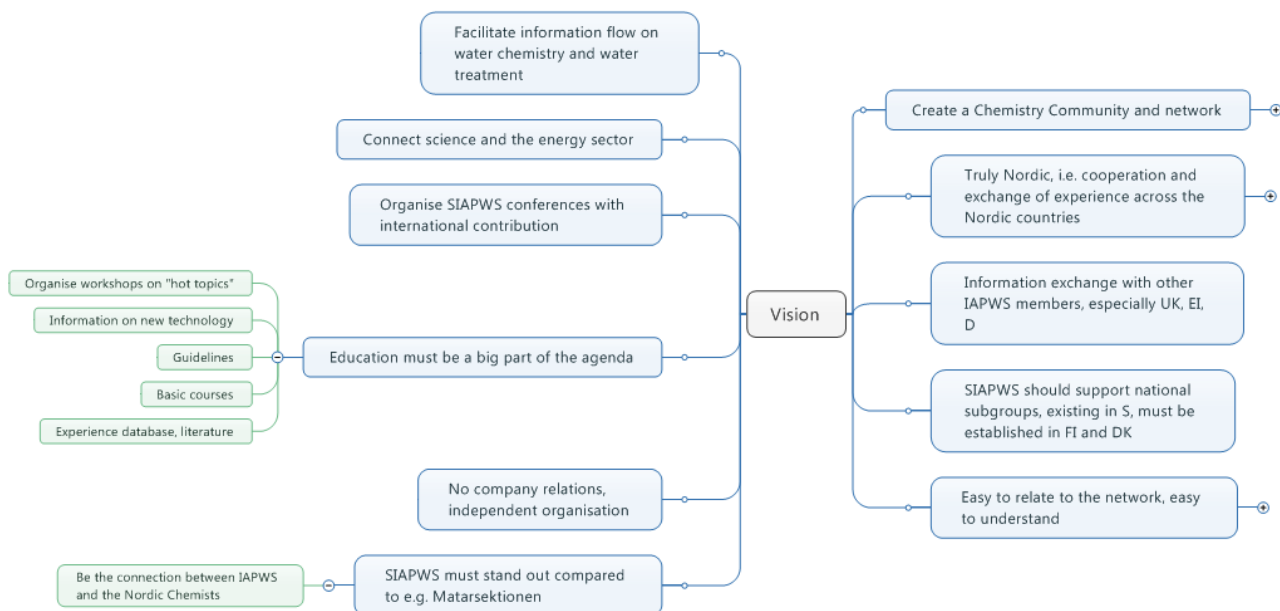 Facilitate information flow on
water chemistry and water
treatment
Connect science and the energy sector
Organise SIAPWS conferences with
international contribution
Organise workshops on "hot topics"
Information on new technology
Guidelines
Basic courses
Experience database, literature
Education must be a big part of the agenda
No company relations,
independent organisation
Be the connection between IAPWS
and the Nordic Chemists
SIAPWS must stand out compared
to e.g. Matarsektionen
Vision
Create a Chemistry Community and network
Truly Nordic, i.e. cooperation and
exchange of experience across the
Nordic countries
Information exchange with other
IAPWS members, especially UK, EI,
D
SIAPWS should support national
subgroups, existing in S, must be
established in FI and DK
Easy to relate to the network, easy
to understand